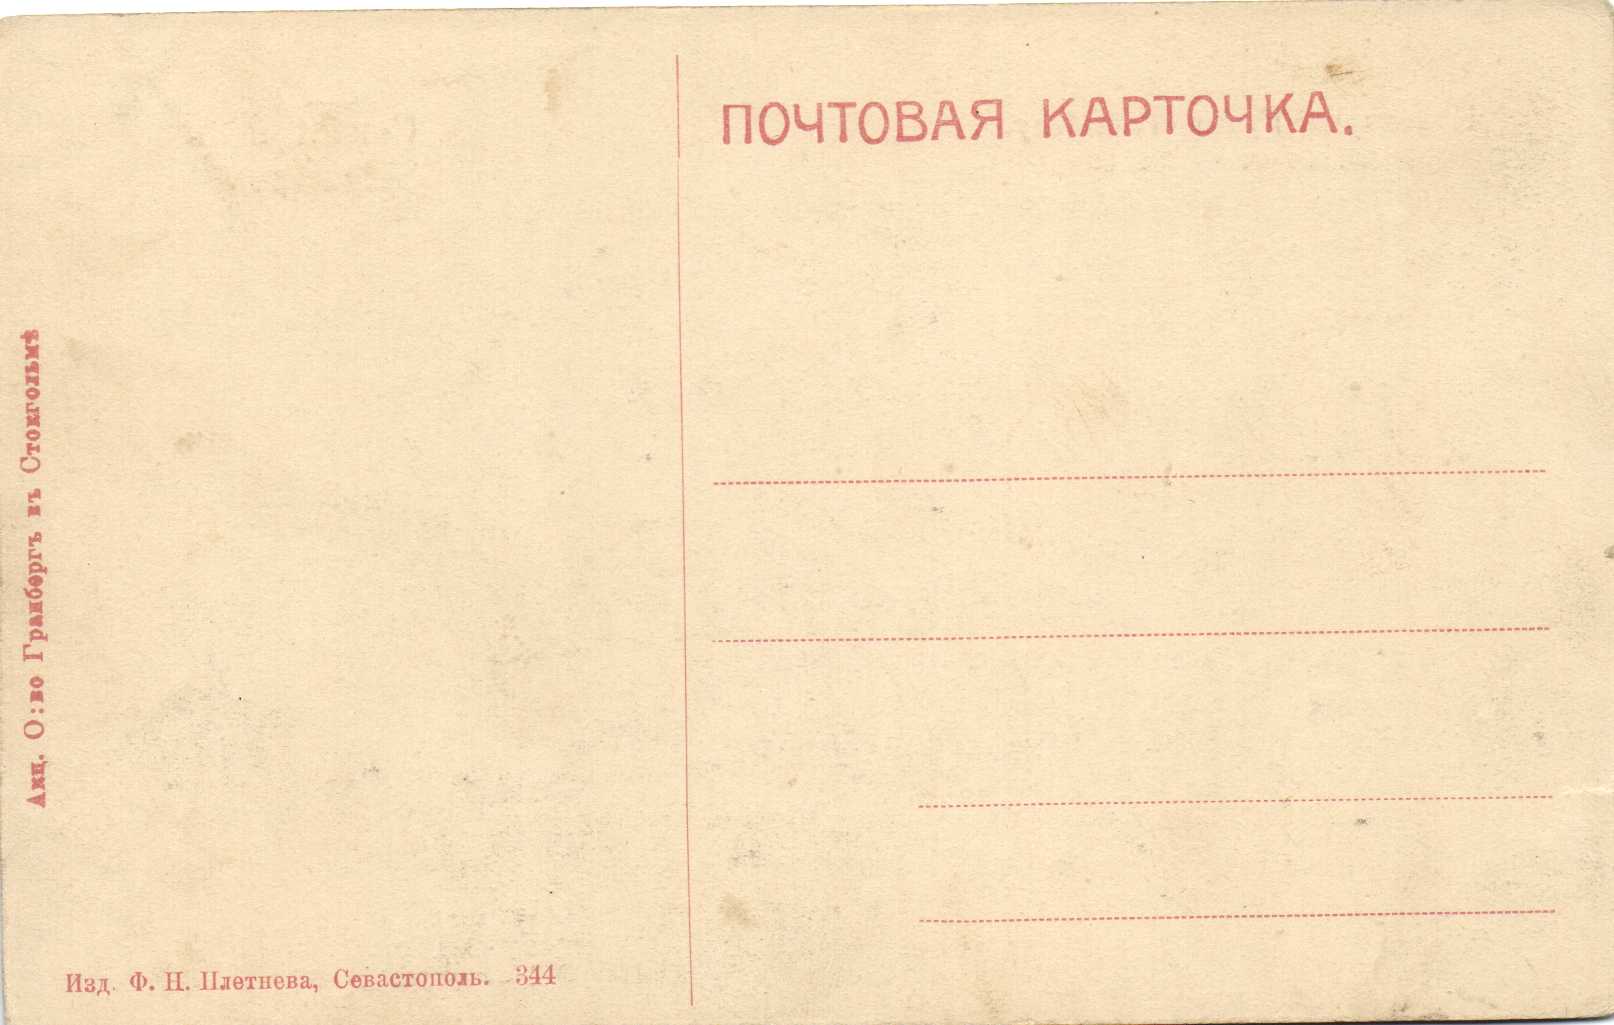 ПОЧТОВАЯ КАРТОЧКА.
Акц. О:во Гранбергъ въ Стокгольмѣ
Изд. Ф. Н. Плетнева, Севастополь. 344